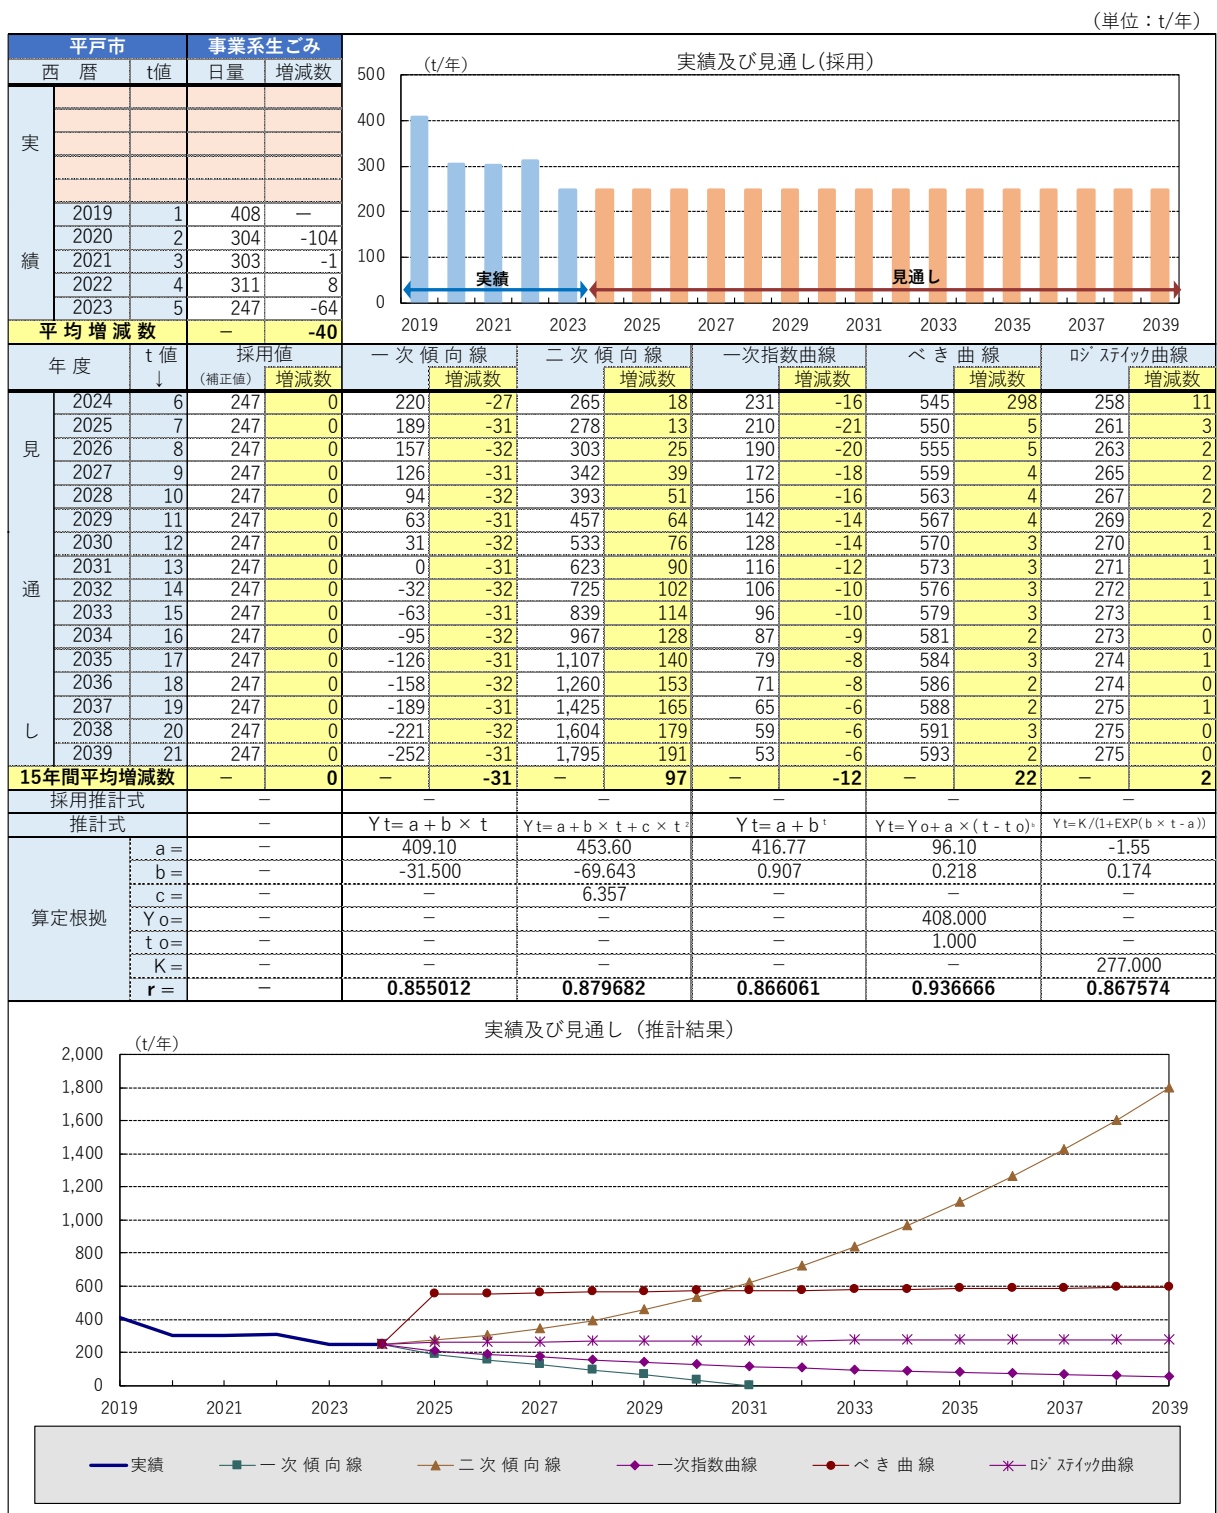 (単位：t/年)
平戸市 事業系生ごみ
西 暦 t値 日量 増減数
実績
2019 1 408 －
2020 2 304 -104
2021 3 303 -1
2022 4 311 8
2023 5 247 -64
平均増減数 － -40
実績及び見通し(採用)
(t/年)
500
400
300
200
100
0
実績 見通し
2019 2021 2023 2025 2027 2029 2031 2033 2035 2037 2039
年度 t値↓ 採用値 (補正値) 増減数 一次傾向線 増減数 二次傾向線 増減数 一次指数曲線 増減数 べき曲線 増減数 ﾛｼﾞｽﾃｨｯｸ曲線 増減数
見通し
2024 6 247 0 220 -27 265 18 231 -16 545 298 258 11
2025 7 247 0 189 -31 278 13 210 -21 550 5 261 3
2026 8 247 0 157 -32 303 25 190 -20 555 5 263 2
2027 9 247 0 126 -31 342 39 172 -18 559 4 265 2
2028 10 247 0 94 -32 393 51 156 -16 563 4 267 2
2029 11 247 0 63 -31 457 64 142 -14 567 4 269 2
2030 12 247 0 31 -32 533 76 128 -14 570 3 270 1
2031 13 247 0 0 -31 623 90 116 -12 573 3 271 1
2032 14 247 0 -32 -32 725 102 106 -10 576 3 272 1
2033 15 247 0 -63 -31 839 114 96 -10 579 3 273 1
2034 16 247 0 -95 -32 967 128 87 -9 581 2 273 0
2035 17 247 0 -126 -31 1,107 140 79 -8 584 3 274 1
2036 18 247 0 -158 -32 1,260 153 71 -8 586 2 274 0
2037 19 247 0 -189 -31 1,425 165 65 -6 588 2 275 1
2038 20 247 0 -221 -32 1,604 179 59 -6 591 3 275 0
2039 21 247 0 -252 -31 1,795 191 53 -6 593 2 275 0
15年間平均増減数 － 0 － -31 － 97 － -12 － 22 － 2
採用推計式 － － － － － －
推計式 － Yt=a+b×t Yt=a+b×t+c×t² Yt=a+bᵗ Yt=Yo+a×(t-to)ᵇ Yt=K/(1+EXP(b×t-a))
算定根拠
a= － 409.10 453.60 416.77 96.10 -1.55
b= － -31.500 -69.643 0.907 0.218 0.174
c= － － 6.357 － － －
Yo= － － － － 408.000 －
to= － － － － 1.000 －
K= － － － － － 277.000
r= － 0.855012 0.879682 0.866061 0.936666 0.867574
実績及び見通し（推計結果）
(t/年)
2,000
1,800
1,600
1,400
1,200
1,000
800
600
400
200
0
2019 2021 2023 2025 2027 2029 2031 2033 2035 2037 2039
実績 一次傾向線 二次傾向線 一次指数曲線 べき曲線 ﾛｼﾞｽﾃｨｯｸ曲線